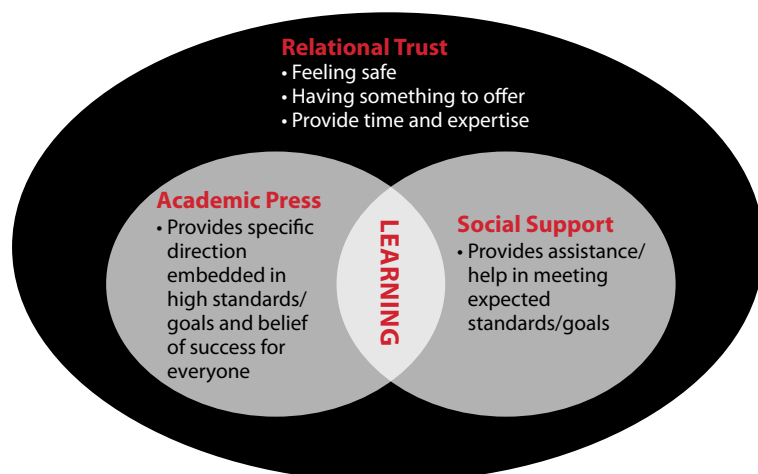 Relational Trust
• Feeling safe
• Having something to offer
• Provide time and expertise
Academic Press
• Provides specific
direction
embedded in
high standards/
goals and belief
of success for
everyone
LEARNING
Social Support
• Provides assistance/
help in meeting
expected
standards/goals